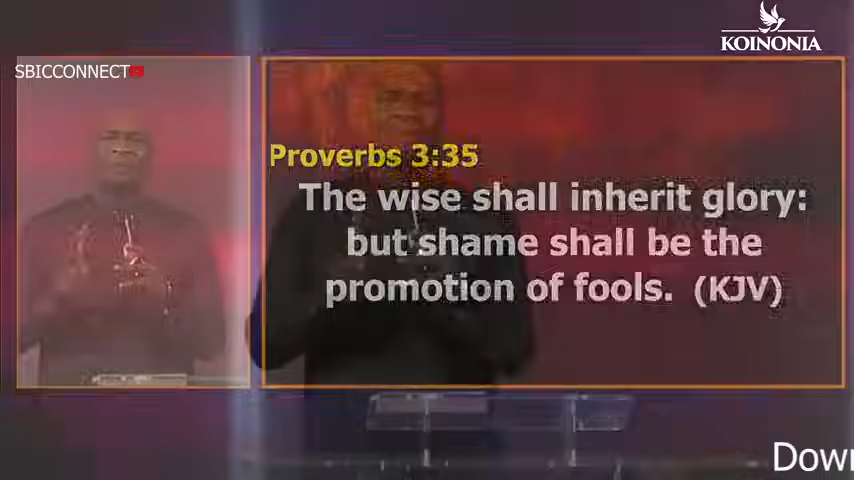 KOINONIA
SBICCONNECT
Proverbs 3:35
The wise shall inherit glory:
but shame shall be the
promotion of fools. (KJV)